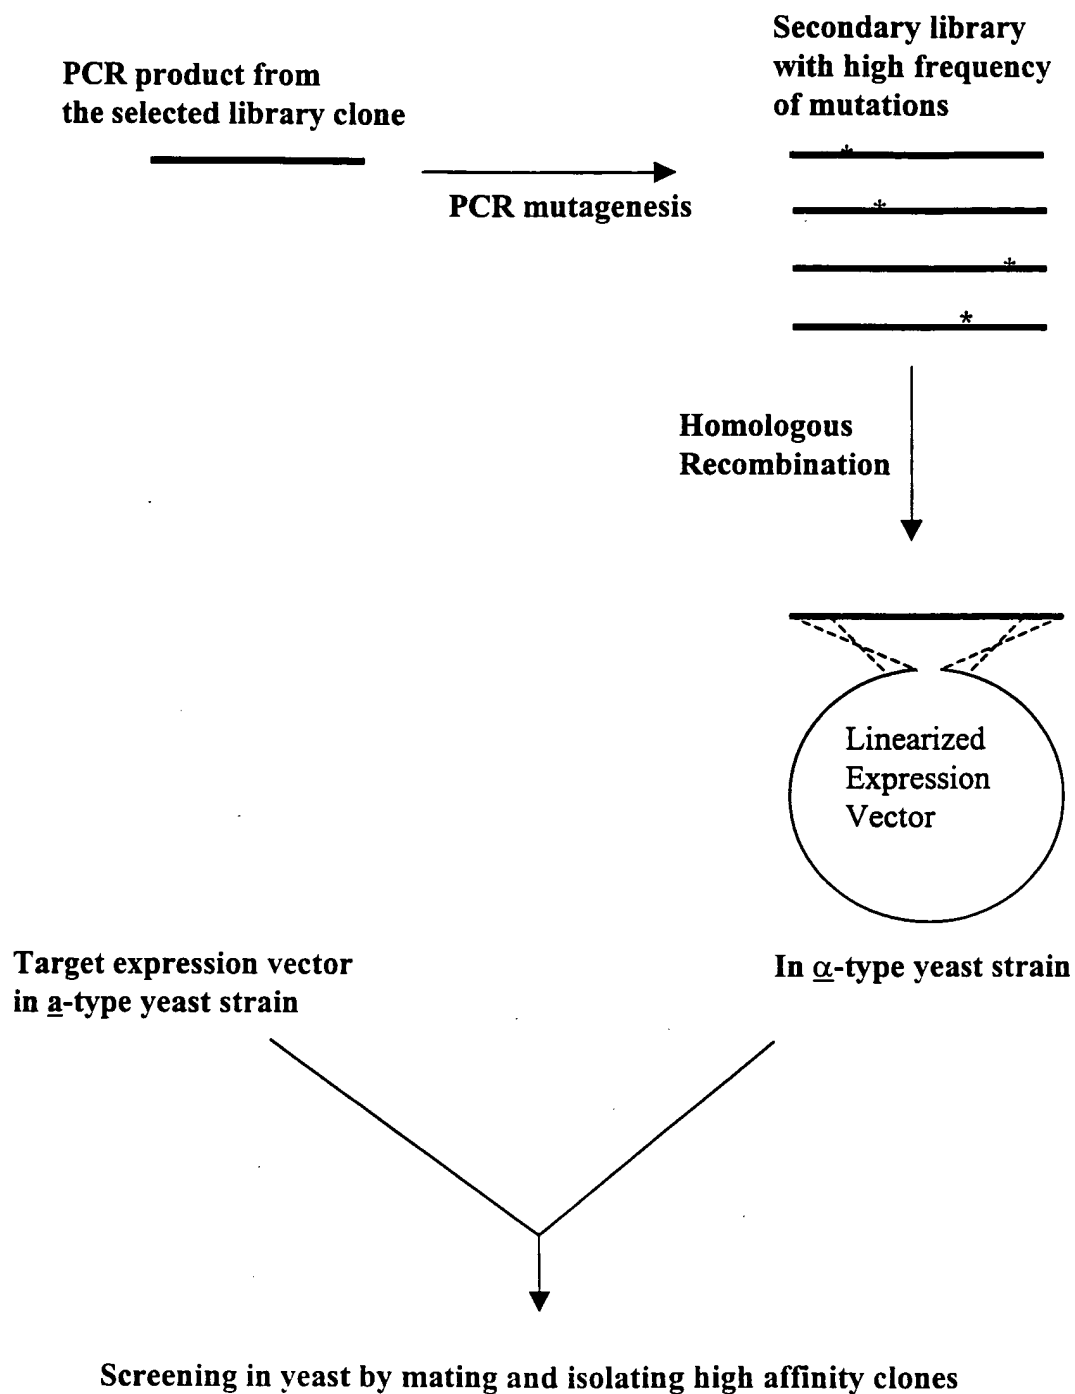 PCR product from
the selected library clone
Secondary library
with high frequency
of mutations
*
*
*
*
PCR mutagenesis
Homologous
Recombination
Linearized
Expression
Vector
Target expression vector
in a-type yeast strain
In α-type yeast strain
Screening in yeast by mating and isolating high affinity clones